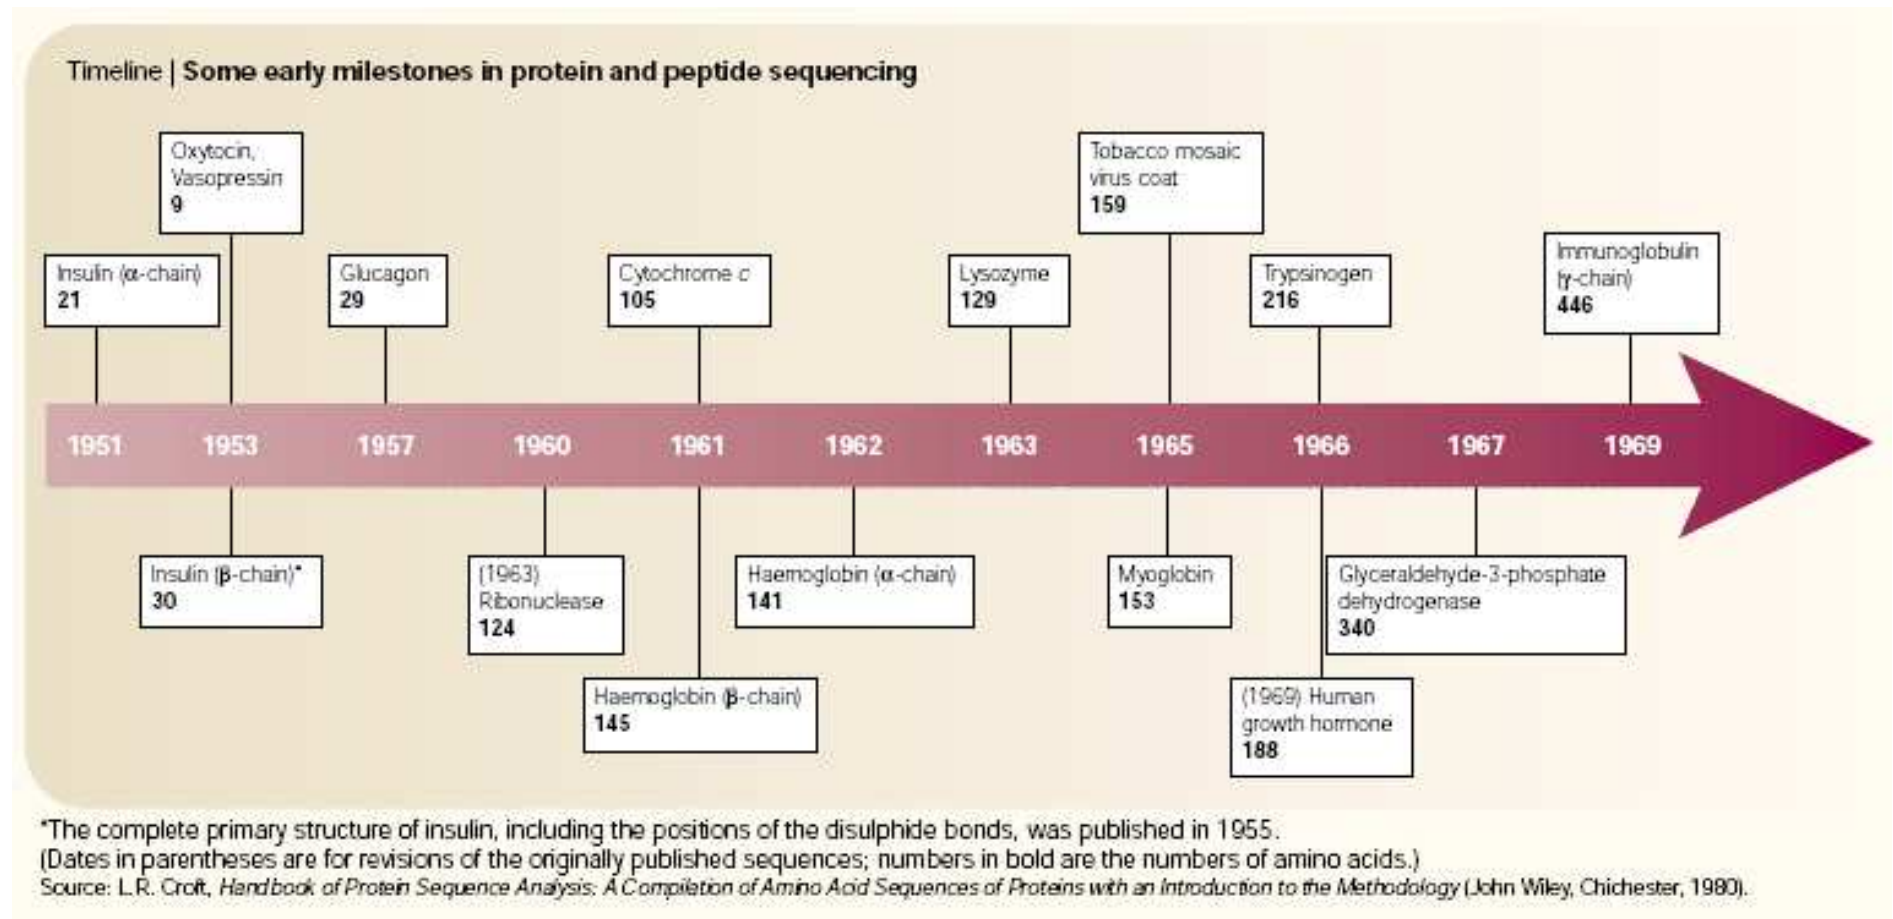 Timeline | Some early milestones in protein and peptide sequencing
Oxytocin,
Vasopressin
9
Tobacco mosaic
virus coat
159
Insulin (α-chain)
21
Glucagon
29
Cytochrome c
105
Lysozyme
129
Trypsinogen
216
Immunoglobulin
(γ-chain)
446
1951 1953 1957 1960 1961 1962 1963 1965 1966 1967 1969
Insulin (β-chain)*
30
(1963)
Ribonuclease
124
Haemoglobin (α-chain)
141
Myoglobin
153
Glyceraldehyde-3-phosphate
dehydrogenase
340
Haemoglobin (β-chain)
145
(1969) Human
growth hormone
188
*The complete primary structure of insulin, including the positions of the disulphide bonds, was published in 1955.
(Dates in parentheses are for revisions of the originally published sequences; numbers in bold are the numbers of amino acids.)
Source: L.R. Croft, Handbook of Protein Sequence Analysis: A Compilation of Amino Acid Sequences of Proteins with an Introduction to the Methodology (John Wiley, Chichester, 1980).